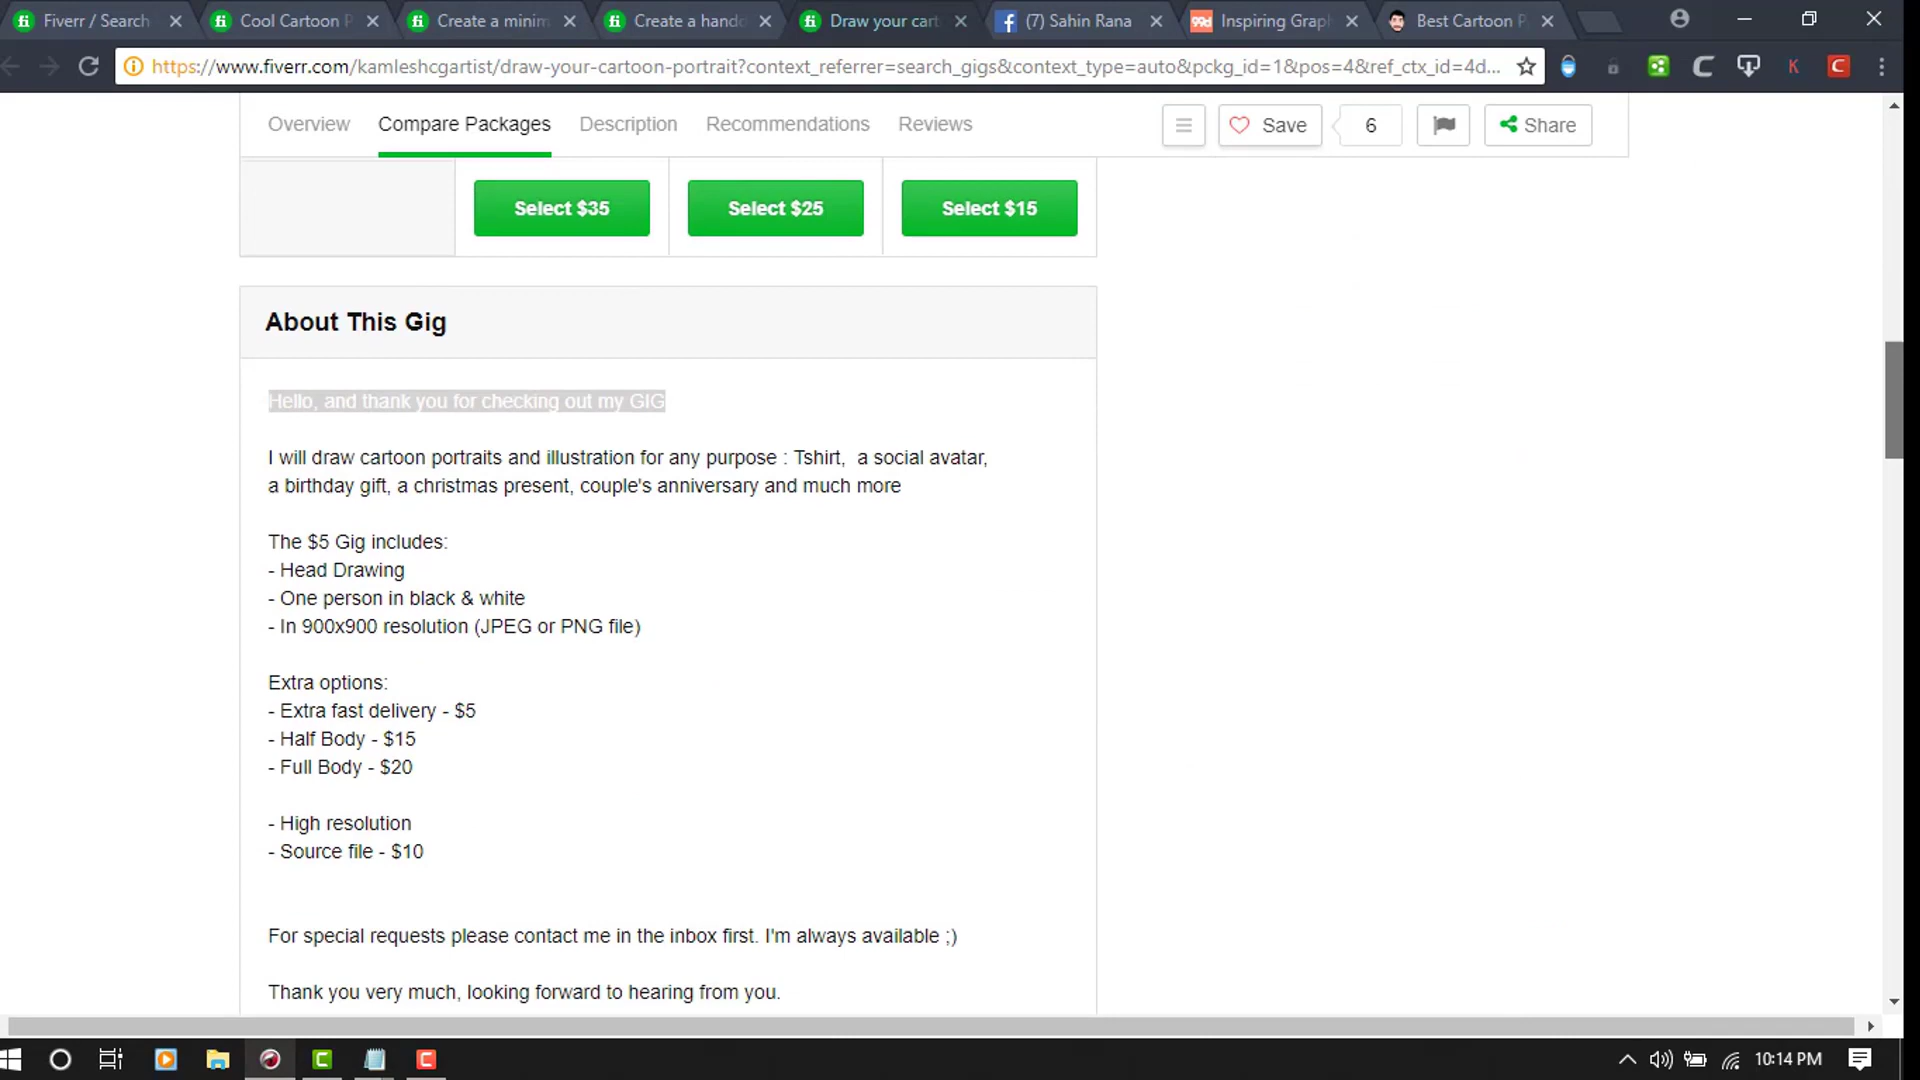 Fiverr / Search
Cool Cartoon P
Create a minim
Create a hando
Draw your cart
(7) Sahin Rana
99d
Inspiring Graph
Best Cartoon P
https://www.fiverr.com/kamleshcgartist/draw-your-cartoon-portrait?context_referrer=search_gigs&context_type=auto&pckg_id=1&pos=4&ref_ctx_id=4d...
Overview
Compare Packages
Description
Recommendations
Reviews
Save
6
Share
Select $35
Select $25
Select $15
About This Gig
Hello, and thank you for checking out my GIG
I will draw cartoon portraits and illustration for any purpose : Tshirt,  a social avatar,
a birthday gift, a christmas present, couple's anniversary and much more
The $5 Gig includes:
- Head Drawing
- One person in black & white
- In 900x900 resolution (JPEG or PNG file)
Extra options:
- Extra fast delivery - $5
- Half Body - $15
- Full Body - $20
- High resolution
- Source file - $10
For special requests please contact me in the inbox first. I'm always available ;)
Thank you very much, looking forward to hearing from you.
10:14 PM